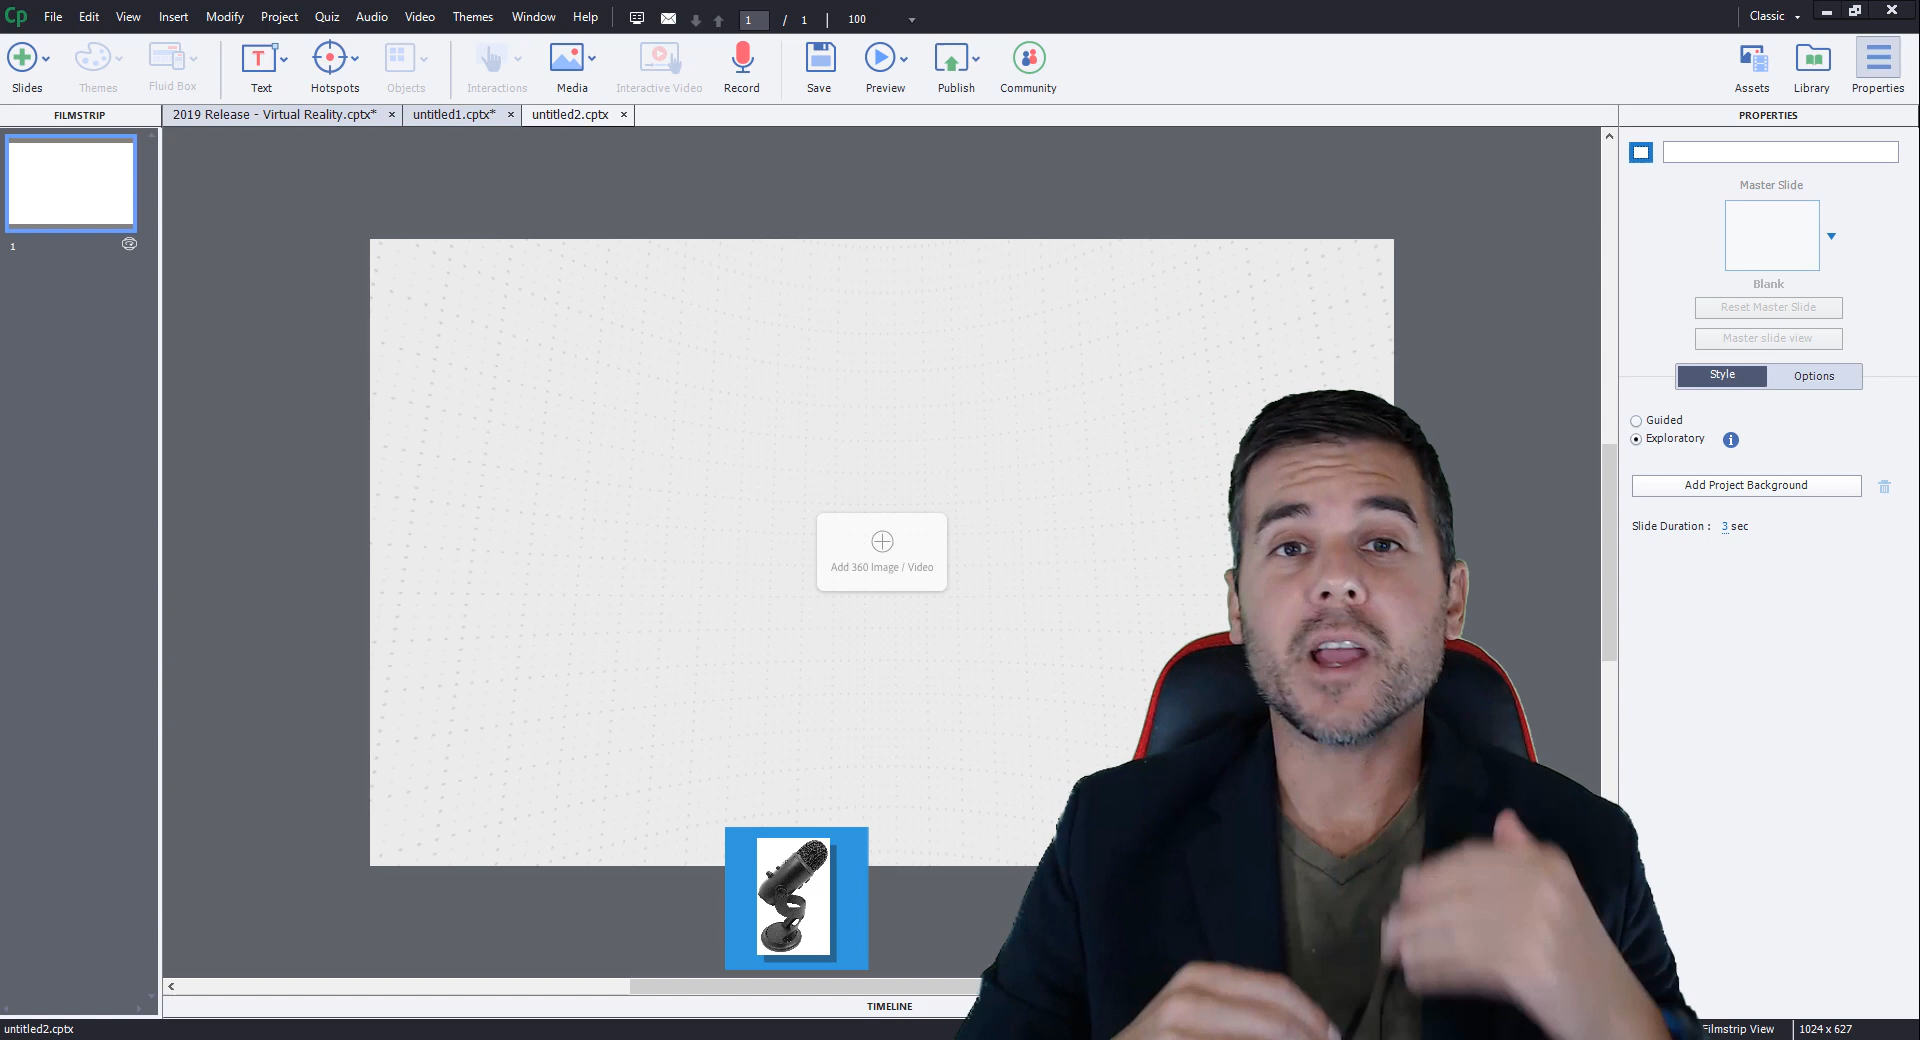 Cp File Edit View Insert Modify Project Quiz Audio Video Themes Window Help 1 / 1 100 Classic
Slides Themes Fluid Box Text Hotspots Objects Interactions Media Interactive Video Record Save Preview Publish Community Assets Library Properties
FILMSTRIP 2019 Release - Virtual Reality.cptx* × untitled1.cptx* × untitled2.cptx × PROPERTIES
1
Master Slide
Blank
Reset Master Slide
Master slide view
Style Options
Guided
Exploratory
Add Project Background
Slide Duration : 3 sec
Add 360 Image / Video
TIMELINE
untitled2.cptx Filmstrip View 1024 x 627